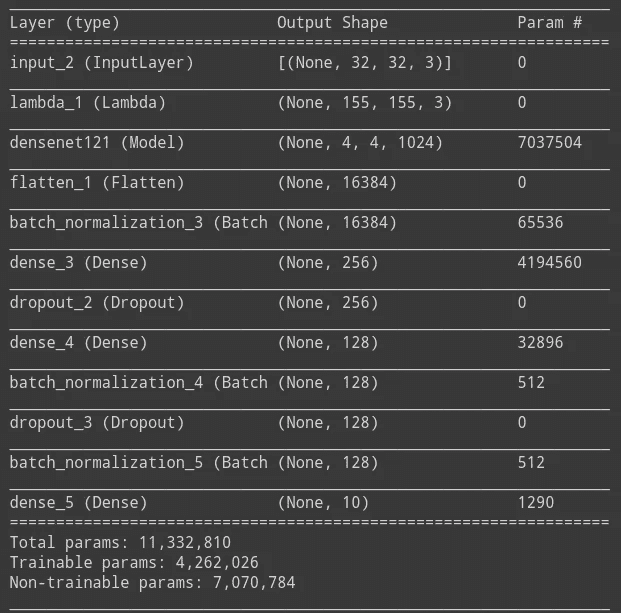 Layer (type) Output Shape Param #
=================================================================
input_2 (InputLayer) [(None, 32, 32, 3)] 0
lambda_1 (Lambda) (None, 155, 155, 3) 0
densenet121 (Model) (None, 4, 4, 1024) 7037504
flatten_1 (Flatten) (None, 16384) 0
batch_normalization_3 (Batch (None, 16384) 65536
dense_3 (Dense) (None, 256) 4194560
dropout_2 (Dropout) (None, 256) 0
dense_4 (Dense) (None, 128) 32896
batch_normalization_4 (Batch (None, 128) 512
dropout_3 (Dropout) (None, 128) 0
batch_normalization_5 (Batch (None, 128) 512
dense_5 (Dense) (None, 10) 1290
=================================================================
Total params: 11,332,810
Trainable params: 4,262,026
Non-trainable params: 7,070,784